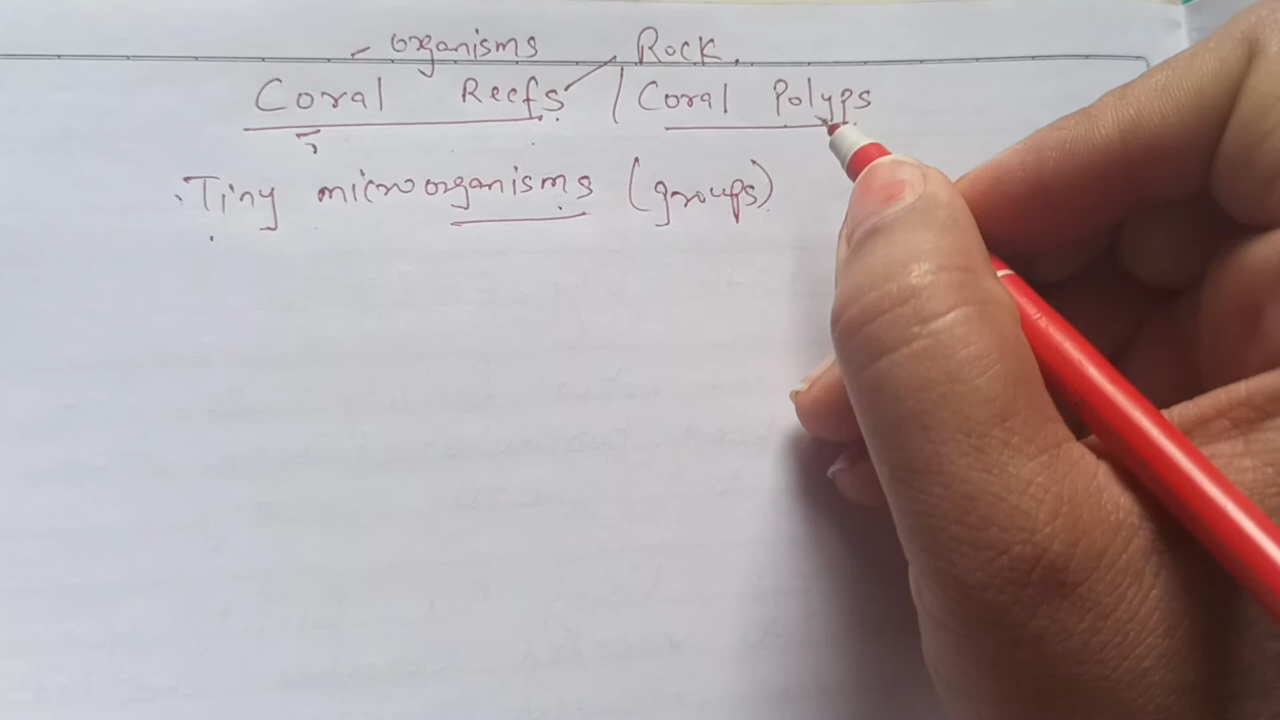 - organisms Rock.
Coral Reefs / Coral Polyps
Tiny microorganisms (groups)